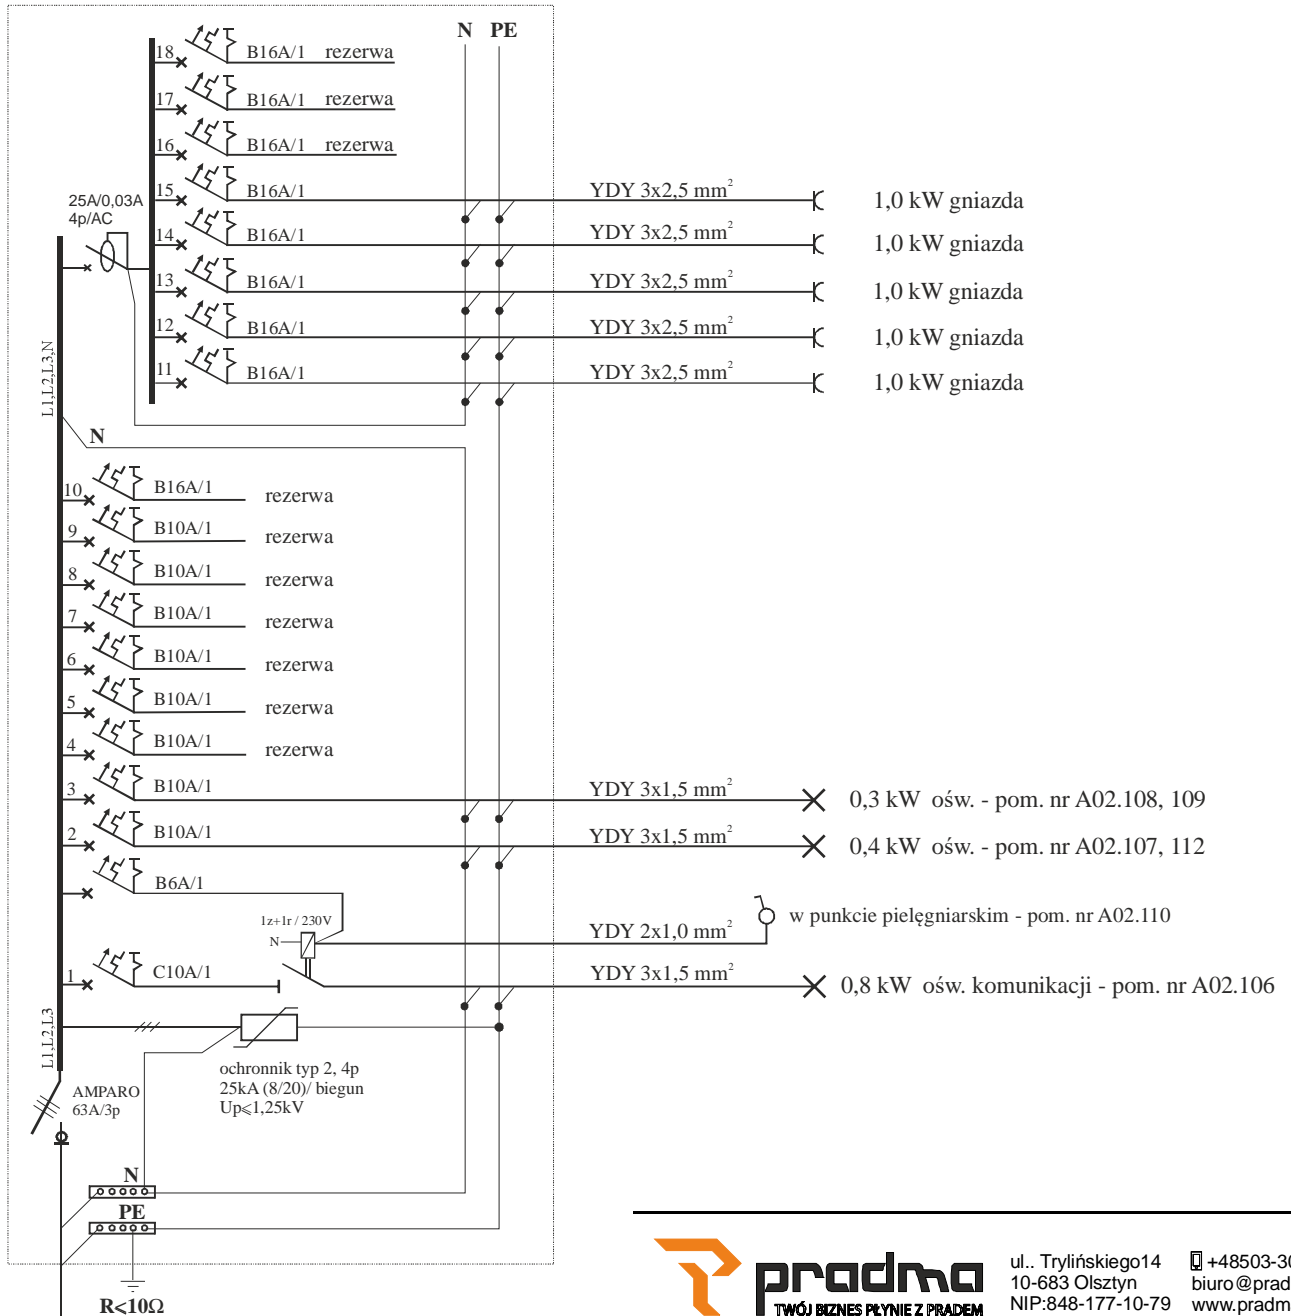 N PE
18 B16A/1 rezerwa
17 B16A/1 rezerwa
16 B16A/1 rezerwa
25A/0,03A
4p/AC
15 B16A/1 YDY 3x2,5 mm² 1,0 kW gniazda
14 B16A/1 YDY 3x2,5 mm² 1,0 kW gniazda
13 B16A/1 YDY 3x2,5 mm² 1,0 kW gniazda
12 B16A/1 YDY 3x2,5 mm² 1,0 kW gniazda
11 B16A/1 YDY 3x2,5 mm² 1,0 kW gniazda
L1,L2,L3,N
N
10 B16A/1 rezerwa
9 B10A/1 rezerwa
8 B10A/1 rezerwa
7 B10A/1 rezerwa
6 B10A/1 rezerwa
5 B10A/1 rezerwa
4 B10A/1 rezerwa
3 B10A/1 YDY 3x1,5 mm² 0,3 kW ośw. - pom. nr A02.108, 109
2 B10A/1 YDY 3x1,5 mm² 0,4 kW ośw. - pom. nr A02.107, 112
B6A/1
1z+1r / 230V
N
YDY 2x1,0 mm² w punkcie pielęgniarskim - pom. nr A02.110
1 C10A/1 YDY 3x1,5 mm² 0,8 kW ośw. komunikacji - pom. nr A02.106
L1,L2,L3
ochronnik typ 2, 4p
25kA (8/20)/ biegun
Up⩽1,25kV
AMPARO
63A/3p
N
PE
R<10Ω
pradma
TWÓJ BIZNES PŁYNIE Z PRĄDEM
ul.. Trylińskiego14
10-683 Olsztyn
NIP:848-177-10-79
+48503-30
biuro@prad
www.pradm